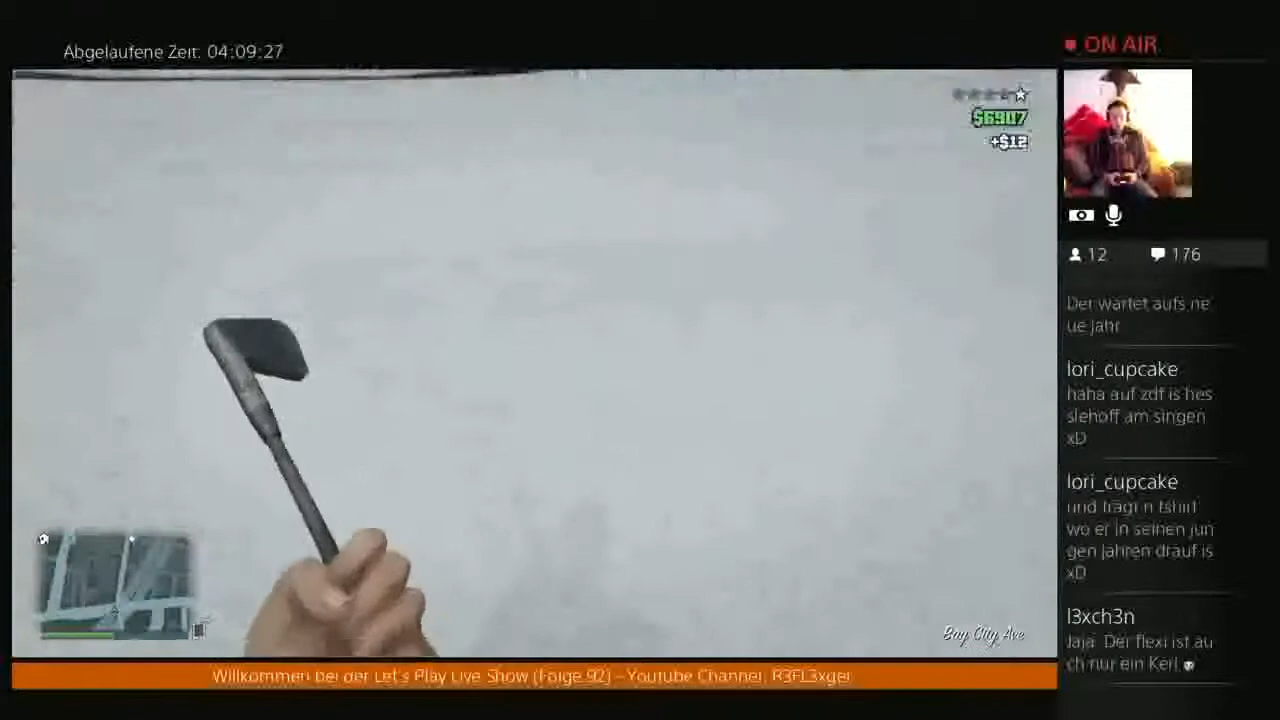 Abgelaufene Zeit: 04:09:27
ON AIR
$6907
+$12
12 176
Der wartet aufs ne
ue Jahr
lori_cupcake
haha auf zdf is hes
slehoff am singen
xD
lori_cupcake
und trägt n tshirt
wo er in seinen jun
gen jahren drauf is
xD
l3xch3n
Jaja. Der flexi ist au
ch nur ein Kerl
Bay City Ave
Willkommen bei der Let's Play Live Show (Folge 92) - Youtube Channel: R3FL3xger